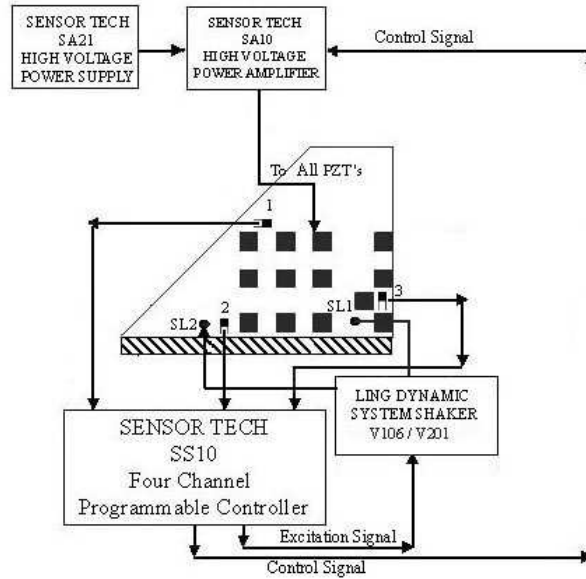 SENSOR TECH
SA21
HIGH VOLTAGE
POWER SUPPLY
SENSOR TECH
SA10
HIGH VOLTAGE
POWER AMPLIFIER
Control Signal
To All PZT's
1
3
SL1
SL2
2
LING DYNAMIC
SYSTEM SHAKER
V106 / V201
SENSOR TECH
SS10
Four Channel
Programmable Controller
Excitation Signal
Control Signal